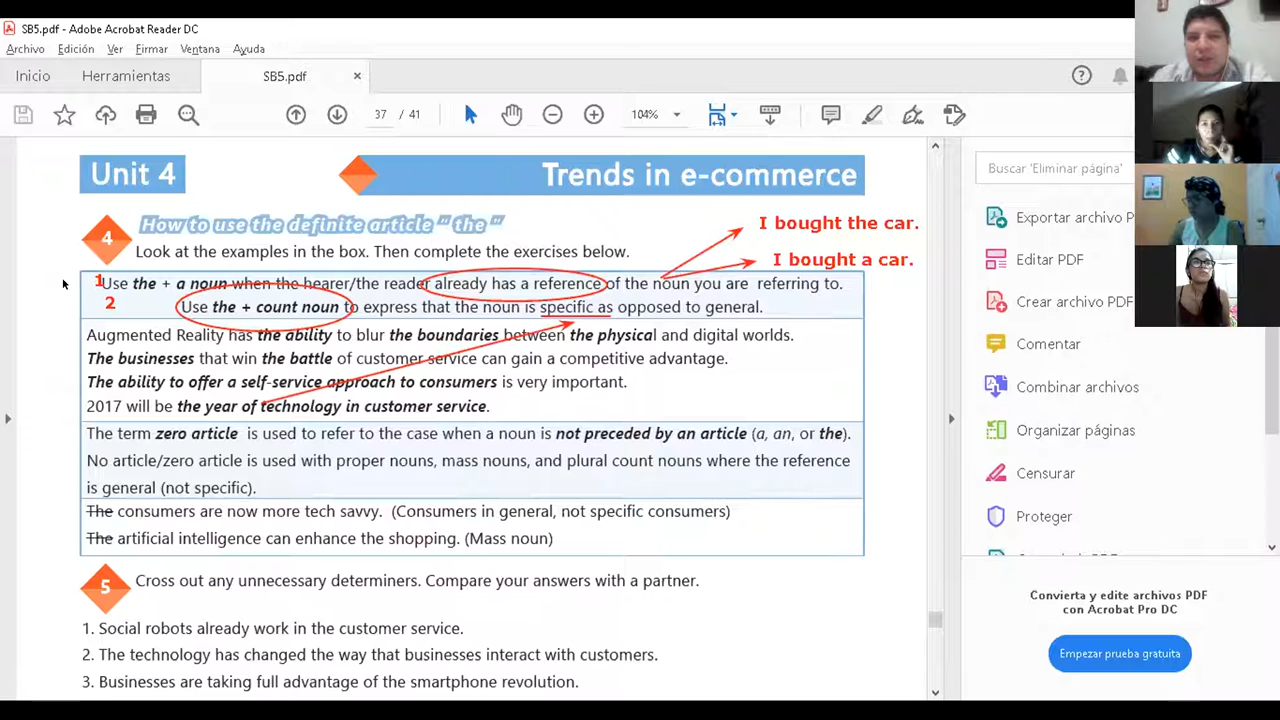 SB5.pdf - Adobe Acrobat Reader DC
Archivo Edición Ver Firmar Ventana Ayuda
Inicio Herramientas SB5.pdf ×
37 / 41 104%
Unit 4 Trends in e-commerce
4 How to use the definite article " the "
Look at the examples in the box. Then complete the exercises below.
I bought the car.
I bought a car.
1 Use the + a noun when the hearer/the reader already has a reference of the noun you are referring to.
2 Use the + count noun to express that the noun is specific as opposed to general.
Augmented Reality has the ability to blur the boundaries between the physical and digital worlds.
The businesses that win the battle of customer service can gain a competitive advantage.
The ability to offer a self-service approach to consumers is very important.
2017 will be the year of technology in customer service.
The term zero article is used to refer to the case when a noun is not preceded by an article (a, an, or the).
No article/zero article is used with proper nouns, mass nouns, and plural count nouns where the reference
is general (not specific).
The consumers are now more tech savvy. (Consumers in general, not specific consumers)
The artificial intelligence can enhance the shopping. (Mass noun)
5 Cross out any unnecessary determiners. Compare your answers with a partner.
1. Social robots already work in the customer service.
2. The technology has changed the way that businesses interact with customers.
3. Businesses are taking full advantage of the smartphone revolution.
Buscar 'Eliminar página'
Exportar archivo P
Editar PDF
Crear archivo PDF
Comentar
Combinar archivos
Organizar páginas
Censurar
Proteger
Convierta y edite archivos PDF
con Acrobat Pro DC
Empezar prueba gratuita